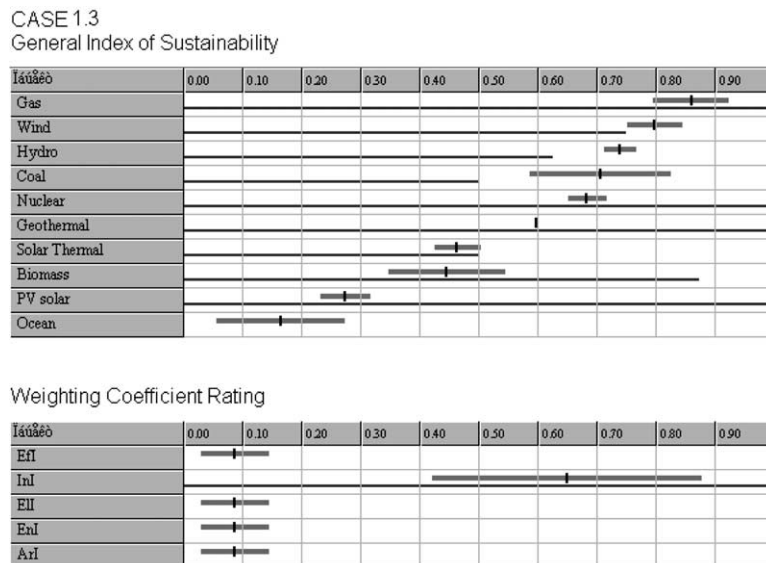 CASE 1.3
General Index of Sustainability
Ïáúåêò 0.00 0.10 0.20 0.30 0.40 0.50 0.60 0.70 0.80 0.90
Gas
Wind
Hydro
Coal
Nuclear
Geothermal
Solar Thermal
Biomass
PV solar
Ocean
Weighting Coefficient Rating
Ïáúåêò 0.00 0.10 0.20 0.30 0.40 0.50 0.60 0.70 0.80 0.90
EfI
InI
ElI
EnI
ArI